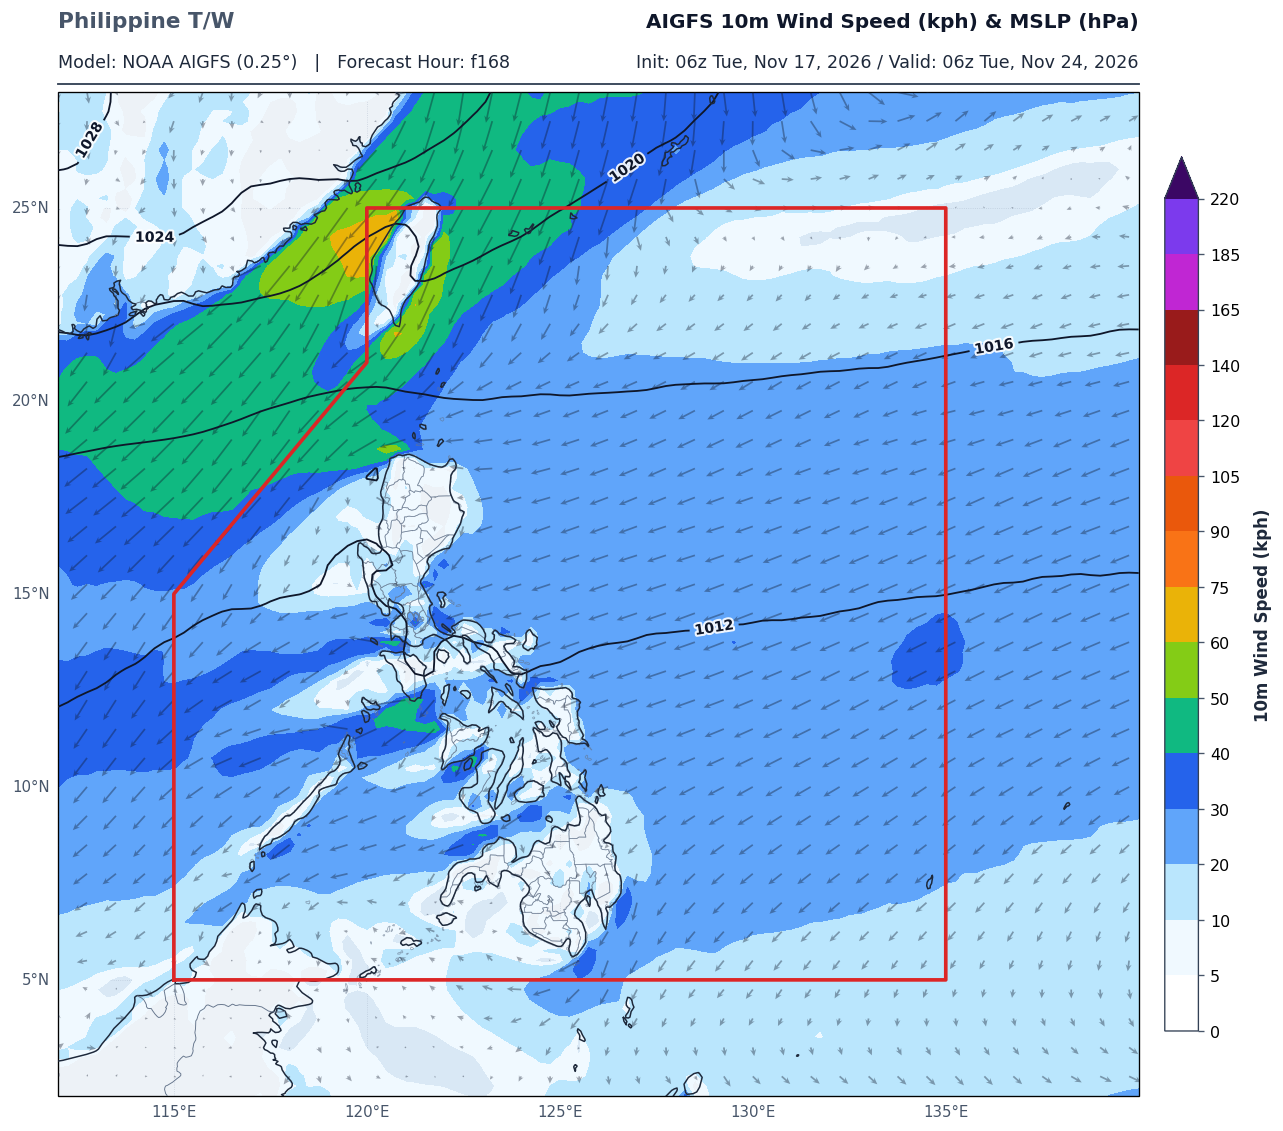 Philippine T/W
AIGFS 10m Wind Speed (kph) & MSLP (hPa)
Model: NOAA AIGFS (0.25°) | Forecast Hour: f168
Init: 06z Tue, Nov 17, 2026 / Valid: 06z Tue, Nov 24, 2026
1028
1020
1024
1016
1012
25°N
20°N
15°N
10°N
5°N
115°E
120°E
125°E
130°E
135°E
220
185
165
140
120
105
90
75
60
50
40
30
20
10
5
0
10m Wind Speed (kph)